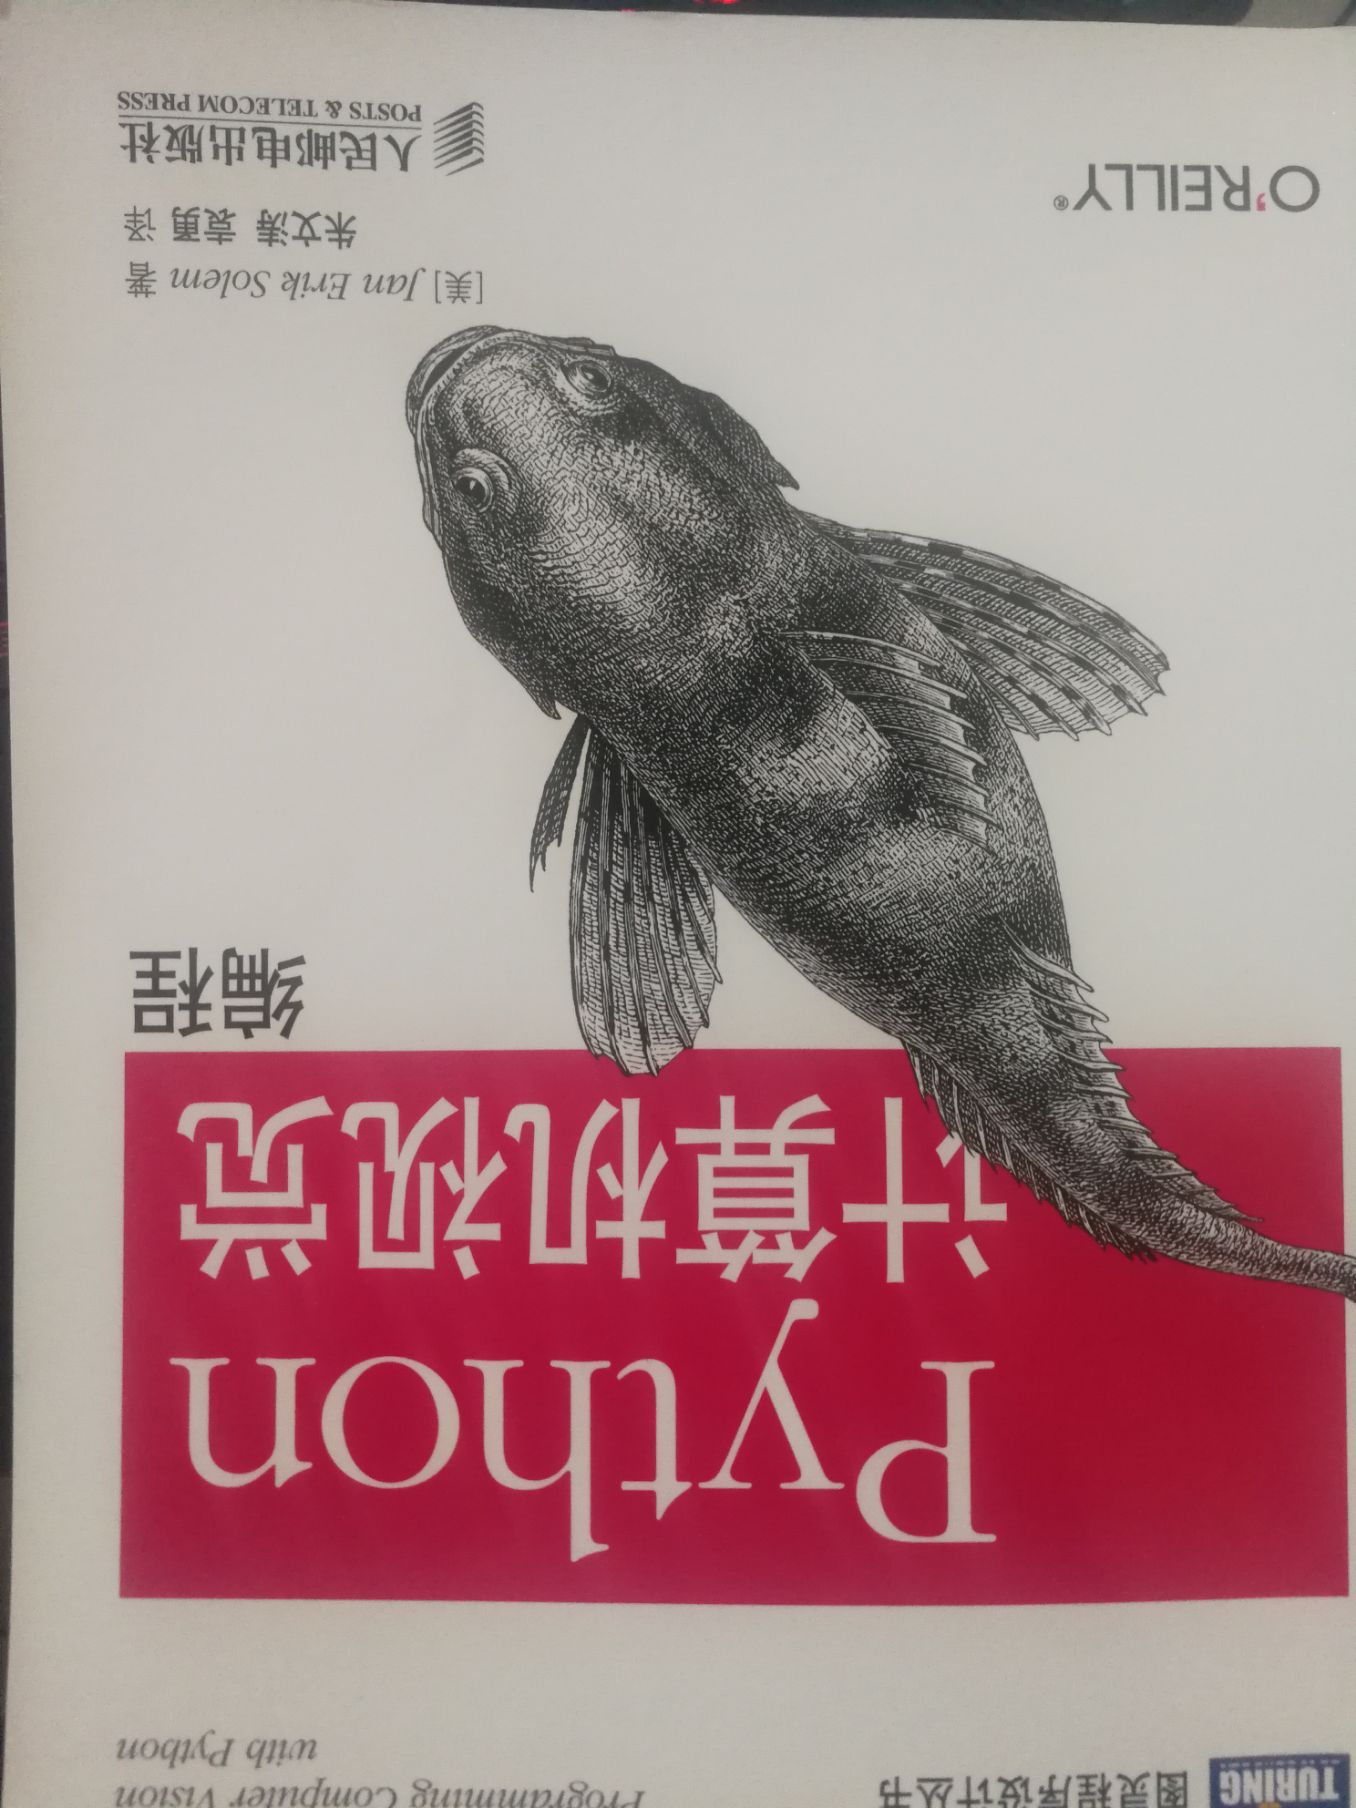 TURING
图灵程序设计丛书
Programming Computer Vision
with Python
Python
计算机视觉
编程
[美] Jan Erik Solem 著
朱文涛 袁勇 译
O'REILLY®
人民邮电出版社
POSTS & TELECOM PRESS